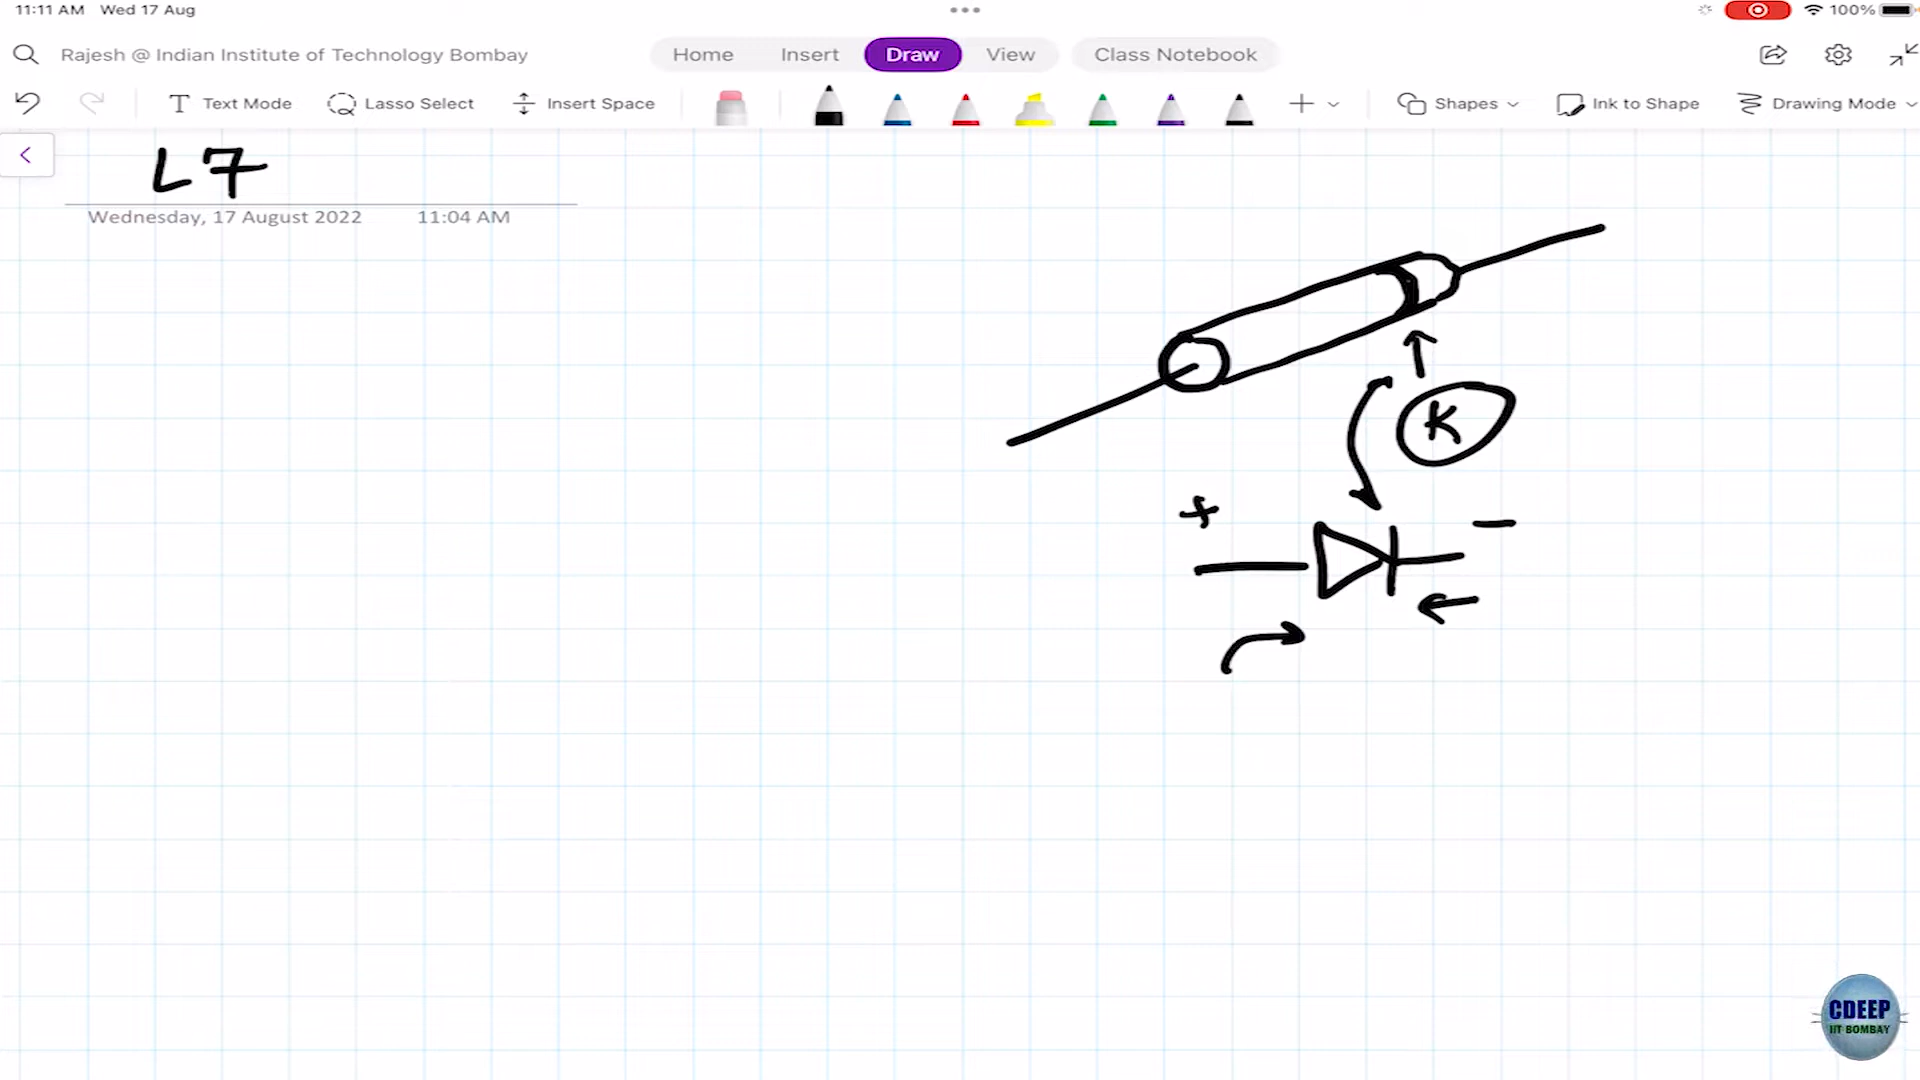 11:11 AM Wed 17 Aug
100%
Rajesh @ Indian Institute of Technology Bombay
Home Insert Draw View Class Notebook
Text Mode Lasso Select Insert Space Shapes Ink to Shape Drawing Mode
L7
Wednesday, 17 August 2022 11:04 AM
K
+ −
CDEEP
IIT BOMBAY